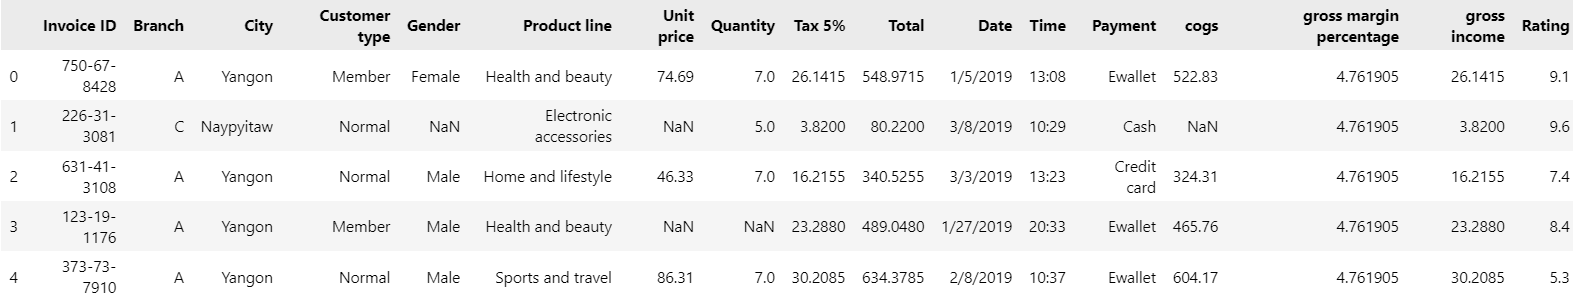 Invoice ID Branch City Customer type Gender Product line Unit price Quantity Tax 5% Total Date Time Payment cogs gross margin percentage gross income Rating
0 750-67-8428 A Yangon Member Female Health and beauty 74.69 7.0 26.1415 548.9715 1/5/2019 13:08 Ewallet 522.83 4.761905 26.1415 9.1
1 226-31-3081 C Naypyitaw Normal NaN Electronic accessories NaN 5.0 3.8200 80.2200 3/8/2019 10:29 Cash NaN 4.761905 3.8200 9.6
2 631-41-3108 A Yangon Normal Male Home and lifestyle 46.33 7.0 16.2155 340.5255 3/3/2019 13:23 Credit card 324.31 4.761905 16.2155 7.4
3 123-19-1176 A Yangon Member Male Health and beauty NaN NaN 23.2880 489.0480 1/27/2019 20:33 Ewallet 465.76 4.761905 23.2880 8.4
4 373-73-7910 A Yangon Normal Male Sports and travel 86.31 7.0 30.2085 634.3785 2/8/2019 10:37 Ewallet 604.17 4.761905 30.2085 5.3